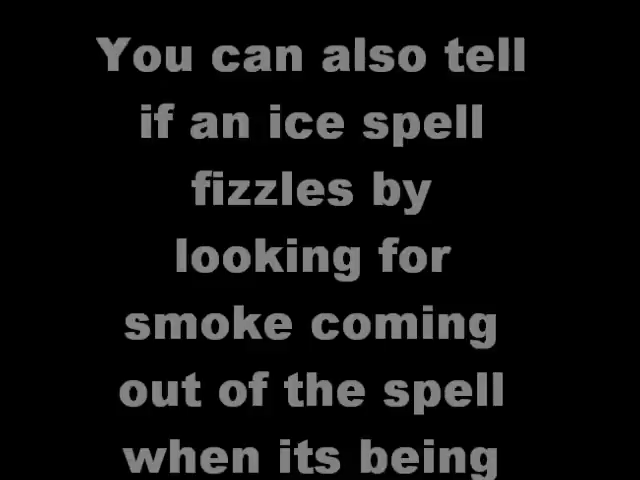 You can also tell
if an ice spell
fizzles by
looking for
smoke coming
out of the spell
when its being